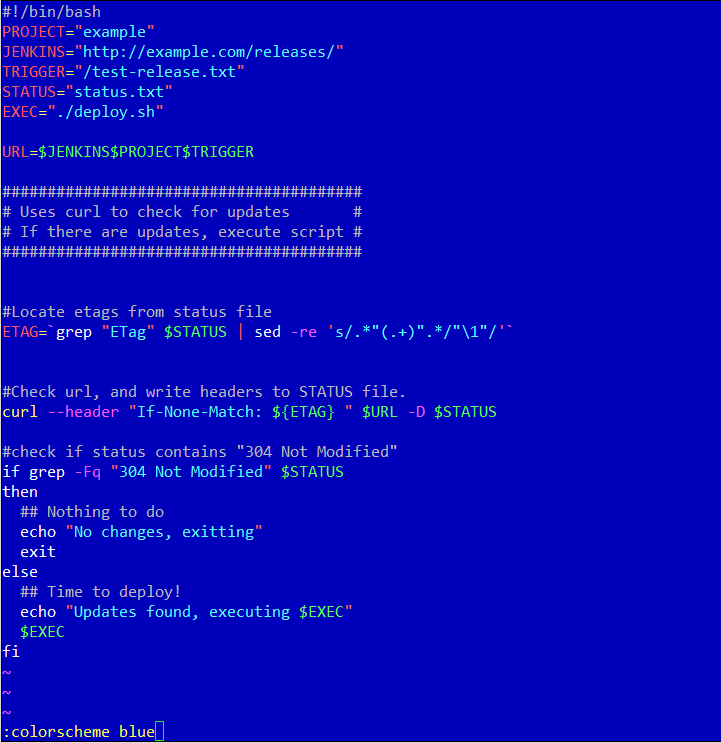 #!/bin/bash
PROJECT="example"
JENKINS="http://example.com/releases/"
TRIGGER="/test-release.txt"
STATUS="status.txt"
EXEC="./deploy.sh"
URL=$JENKINS$PROJECT$TRIGGER
########################################
# Uses curl to check for updates       #
# If there are updates, execute script #
########################################
#Locate etags from status file
ETAG=`grep "ETag" $STATUS | sed -re 's/.*"(.+)".*/"\1"/'`
#Check url, and write headers to STATUS file.
curl --header "If-None-Match: ${ETAG} " $URL -D $STATUS
#check if status contains "304 Not Modified"
if grep -Fq "304 Not Modified" $STATUS
then
  ## Nothing to do
  echo "No changes, exitting"
  exit
else
  ## Time to deploy!
  echo "Updates found, executing $EXEC"
  $EXEC
fi
~
~
~
:colorscheme blue